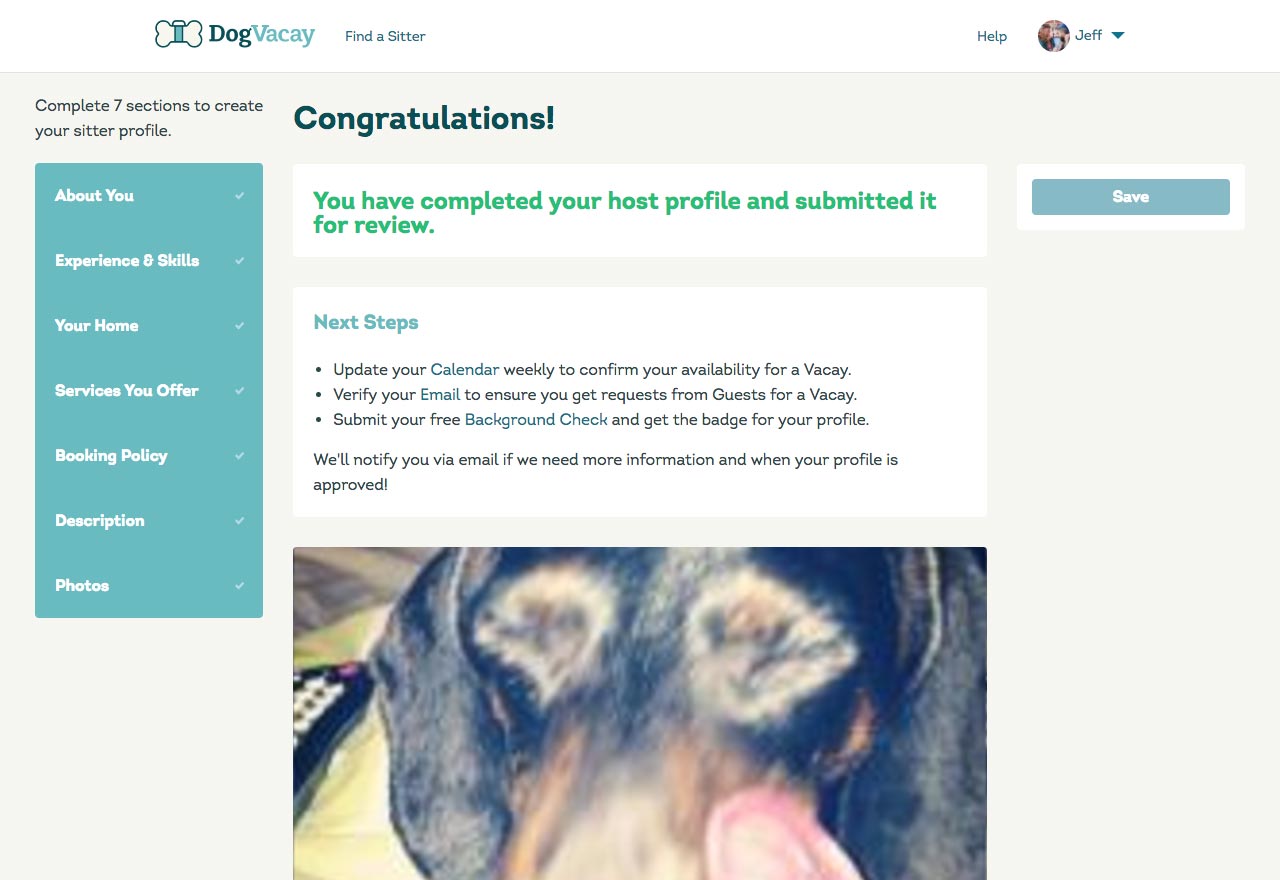 DogVacay
Find a Sitter
Help
Jeff
Complete 7 sections to create
your sitter profile.
About You
Experience & Skills
Your Home
Services You Offer
Booking Policy
Description
Photos
Congratulations!
You have completed your host profile and submitted it
for review.
Next Steps
• Update your Calendar weekly to confirm your availability for a Vacay.
• Verify your Email to ensure you get requests from Guests for a Vacay.
• Submit your free Background Check and get the badge for your profile.
We'll notify you via email if we need more information and when your profile is
approved!
Save